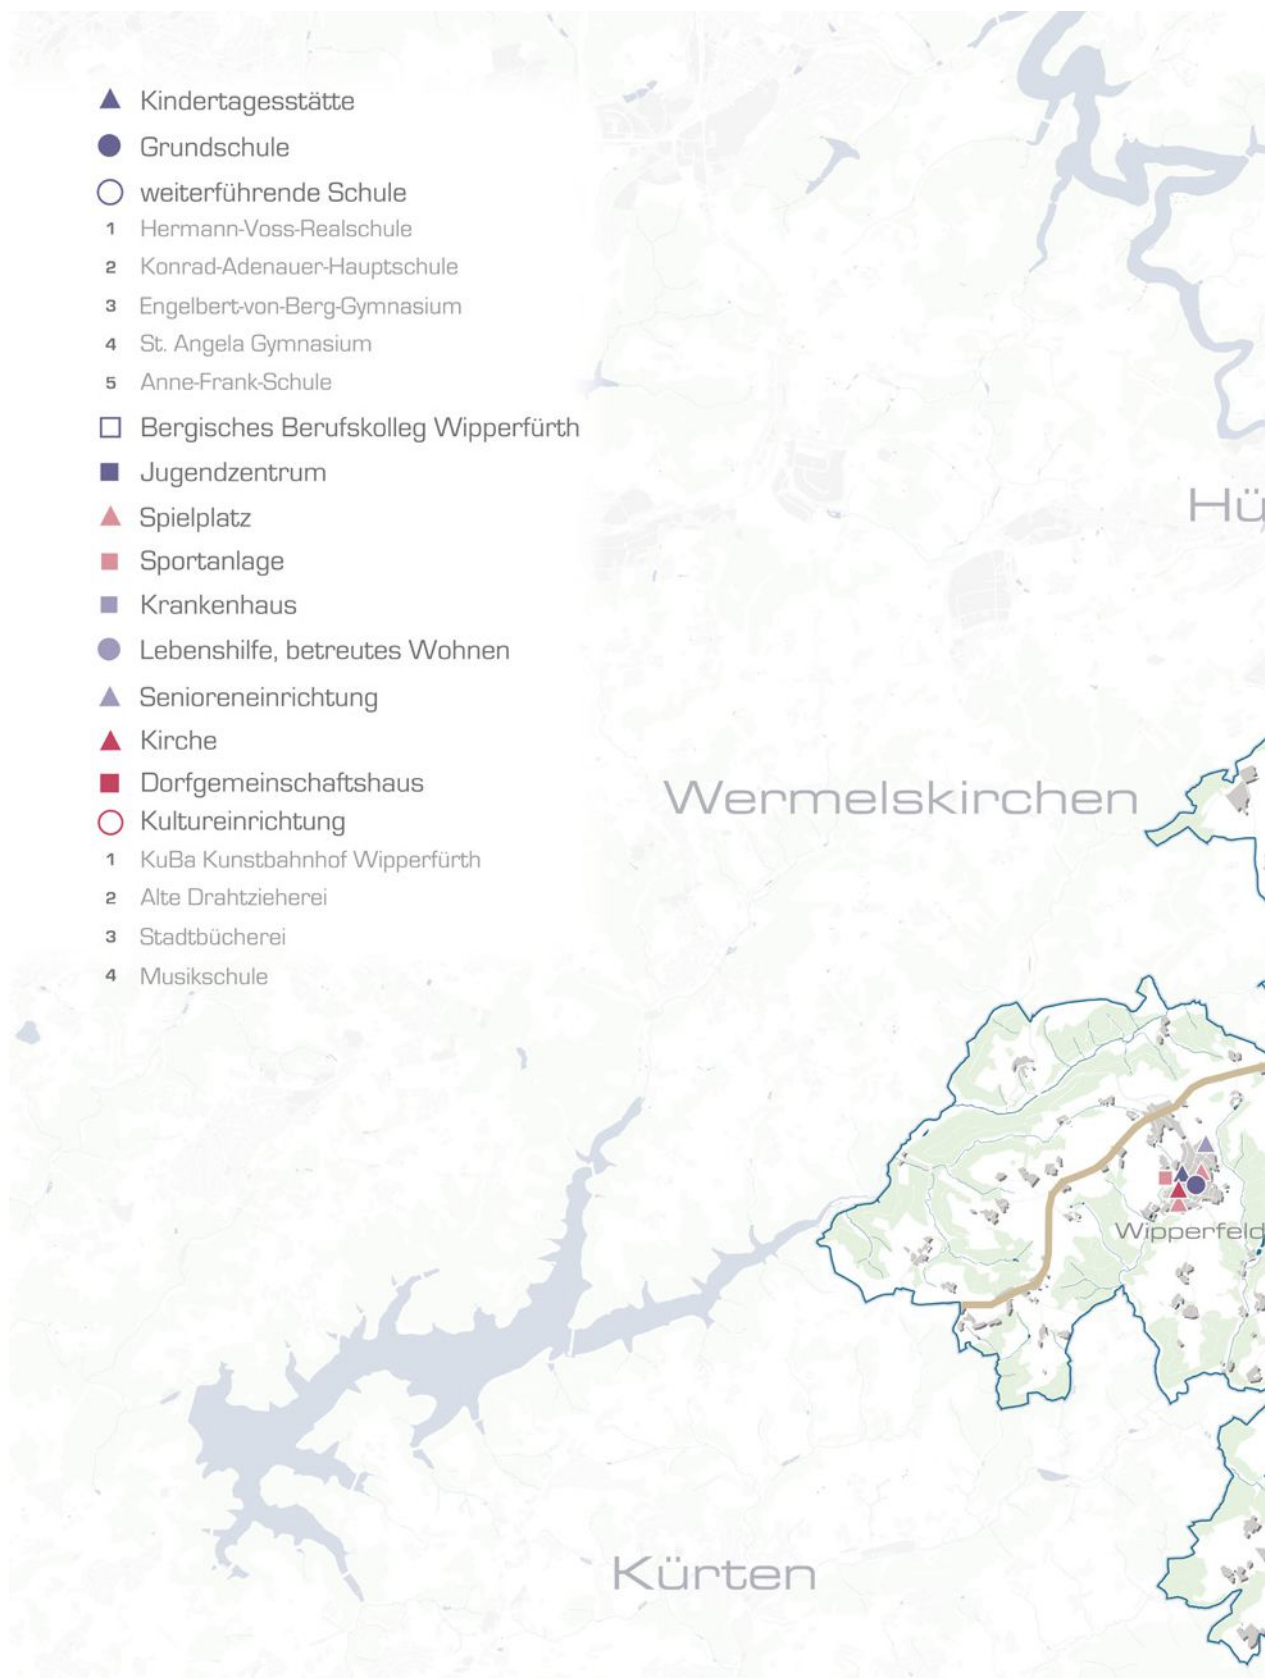 Kindertagesstätte
Grundschule
weiterführende Schule
1 Hermann-Voss-Realschule
2 Konrad-Adenauer-Hauptschule
3 Engelbert-von-Berg-Gymnasium
4 St. Angela Gymnasium
5 Anne-Frank-Schule
Bergisches Berufskolleg Wipperfürth
Jugendzentrum
Spielplatz
Sportanlage
Krankenhaus
Lebenshilfe, betreutes Wohnen
Senioreneinrichtung
Kirche
Dorfgemeinschaftshaus
Kultureinrichtung
1 KuBa Kunstbahnhof Wipperfürth
2 Alte Drahtzieherei
3 Stadtbücherei
4 Musikschule
Hü
Wermelskirchen
Wipperfeld
Kürten